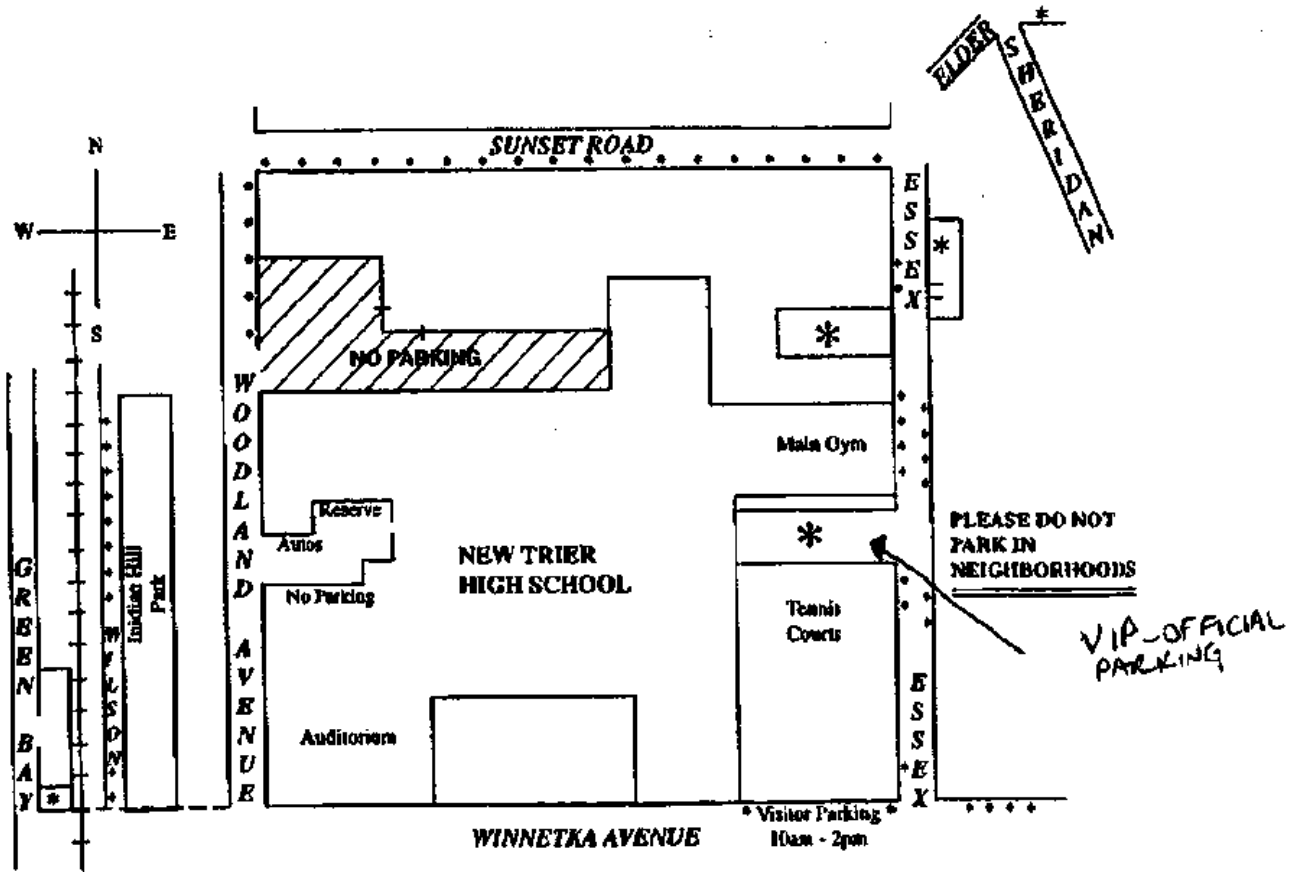 ELDER
SHERIDAN
N
SUNSET ROAD
W E
S
ESSEX
NO PARKING
WOODLAND AVENUE
Main Gym
Reserve
Autos
No Parking
NEW TRIER
HIGH SCHOOL
PLEASE DO NOT
PARK IN
NEIGHBORHOODS
VIP-OFFICIAL
PARKING
GREEN BAY
WELSON
Inidian Hill
Park
Tennis
Courts
ESSEX
Auditorium
WINNETKA AVENUE
* Visitor Parking *
10am - 2pm